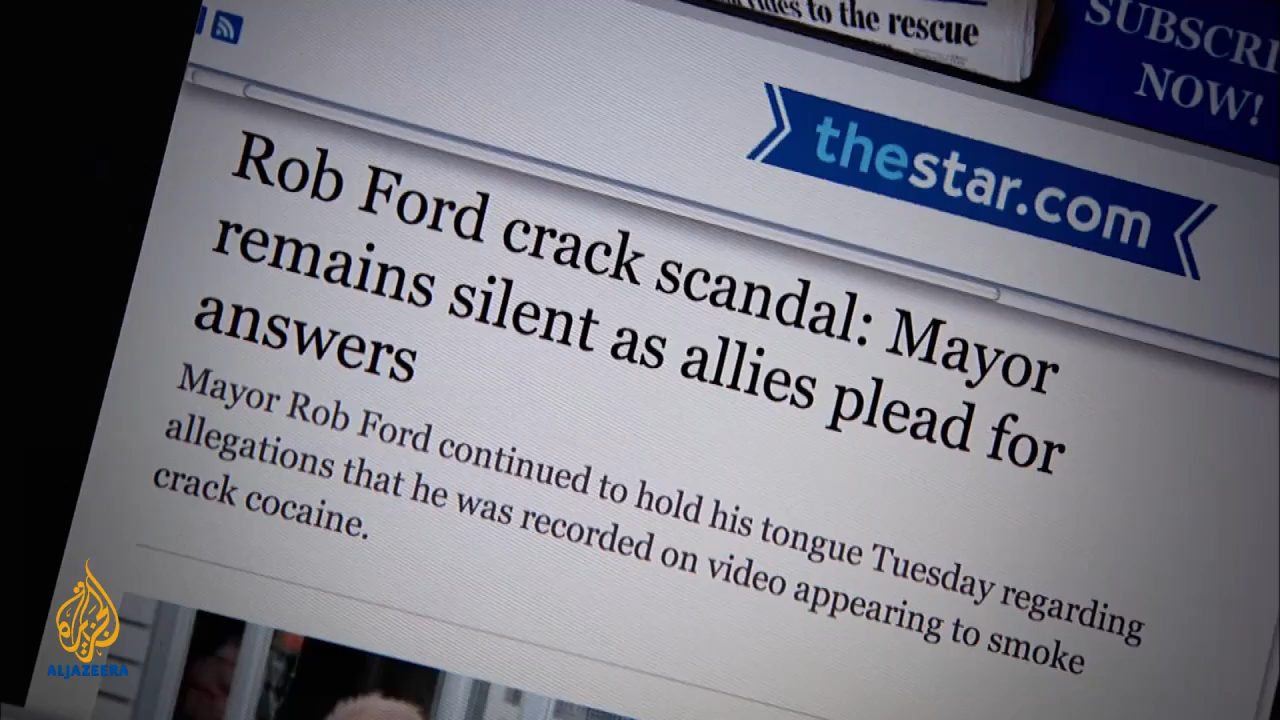 to the rescue
SUBSCRI
NOW!
thestar.com
Rob Ford crack scandal: Mayor
remains silent as allies plead for
answers
Mayor Rob Ford continued to hold his tongue Tuesday regarding
allegations that he was recorded on video appearing to smoke
crack cocaine.
الجزيرة
ALJAZEERA